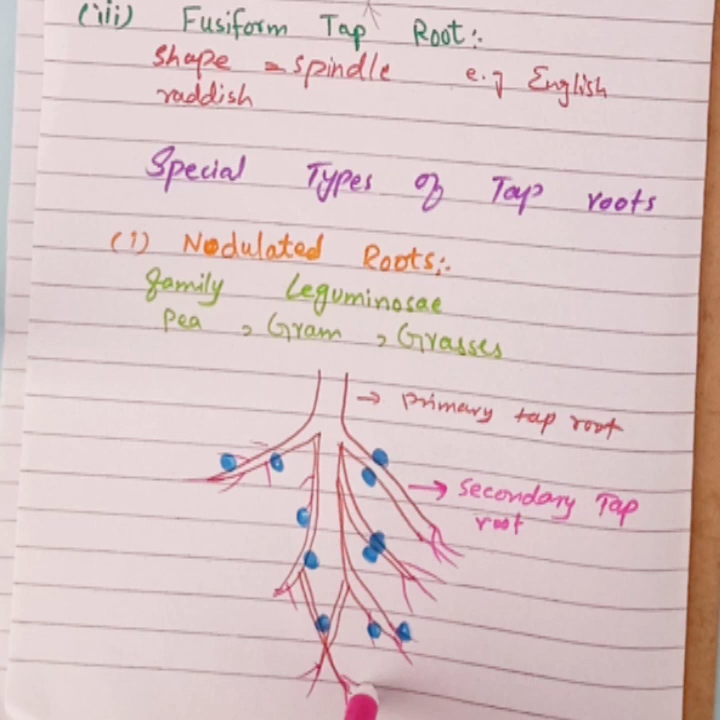 (iii) Fusiform Tap Root:.
Shape = spindle e.g English
raddish
Special Types of Tap roots
(i) Nodulated Roots:.
family Leguminosae
Pea , Gram , Grasses
→ Primary tap root
→ Secondary Tap
root